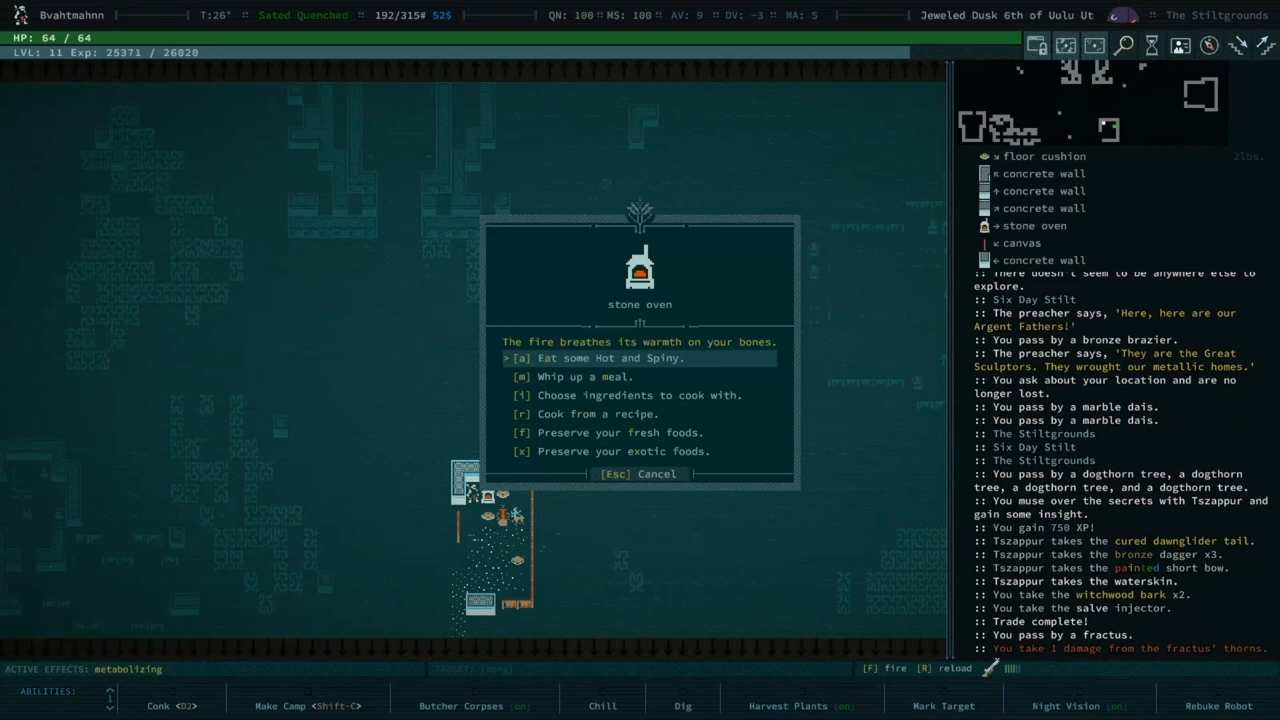 Bvahtmahnn T:26° Sated Quenched 192/315# 52$ QN: 100 MS: 100 AV: 9 DV: -3 MA: 5 Jeweled Dusk 6th of Uulu Ut The Stiltgrounds
HP: 64 / 64
LVL: 11 Exp: 25371 / 26020
floor cushion 2lbs.
concrete wall
concrete wall
concrete wall
stone oven
canvas
concrete wall
:: There doesn't seem to be anywhere else to
explore.
:: Six Day Stilt
:: The preacher says, 'Here, here are our
Argent Fathers!'
:: You pass by a bronze brazier.
:: The preacher says, 'They are the Great
Sculptors. They wrought our metallic homes.'
:: You ask about your location and are no
longer lost.
:: You pass by a marble dais.
:: You pass by a marble dais.
:: The Stiltgrounds
:: Six Day Stilt
:: The Stiltgrounds
:: You pass by a dogthorn tree, a dogthorn
tree, a dogthorn tree, and a dogthorn tree.
:: You muse over the secrets with Tszappur and
gain some insight.
:: You gain 750 XP!
:: Tszappur takes the cured dawnglider tail.
:: Tszappur takes the bronze dagger x3.
:: Tszappur takes the painted short bow.
:: Tszappur takes the waterskin.
:: You take the witchwood bark x2.
:: You take the salve injector.
:: Trade complete!
:: You pass by a fractus.
:: You take 1 damage from the fractus' thorns.
stone oven
The fire breathes its warmth on your bones.
> [a] Eat some Hot and Spiny.
[m] Whip up a meal.
[i] Choose ingredients to cook with.
[r] Cook from a recipe.
[f] Preserve your fresh foods.
[x] Preserve your exotic foods.
[Esc] Cancel
ACTIVE EFFECTS: metabolizing TARGET: [none] [F] fire [R] reload
ABILITIES: 1 Conk <D2> Make Camp <Shift-C> Butcher Corpses [on] Chill Dig Harvest Plants [on] Mark Target Night Vision [on] Rebuke Robot